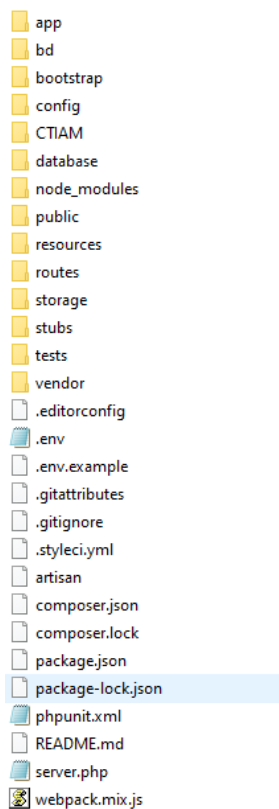 app
bd
bootstrap
config
CTIAM
database
node_modules
public
resources
routes
storage
stubs
tests
vendor
.editorconfig
.env
.env.example
.gitattributes
.gitignore
.styleci.yml
artisan
composer.json
composer.lock
package.json
package-lock.json
phpunit.xml
README.md
server.php
webpack.mix.js